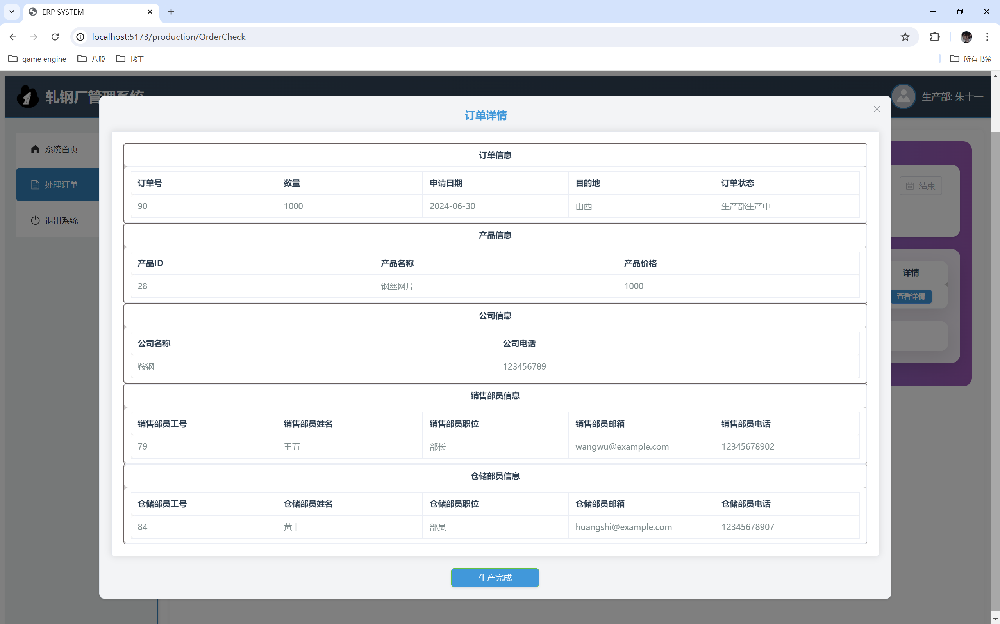 ERP SYSTEM
localhost:5173/production/OrderCheck
game engine 八股 找工 所有书签
轧钢厂管理系统 生产部: 朱十一
订单详情
系统首页
处理订单
退出系统
结束
详情
查看详情
订单信息
订单号 数量 申请日期 目的地 订单状态
90 1000 2024-06-30 山西 生产部生产中
产品信息
产品ID 产品名称 产品价格
28 钢丝网片 1000
公司信息
公司名称 公司电话
鞍钢 123456789
销售部员信息
销售部员工号 销售部员姓名 销售部员职位 销售部员邮箱 销售部员电话
79 王五 部长 wangwu@example.com 12345678902
仓储部员信息
仓储部员工号 仓储部员姓名 仓储部员职位 仓储部员邮箱 仓储部员电话
84 黄十 部员 huangshi@example.com 12345678907
生产完成